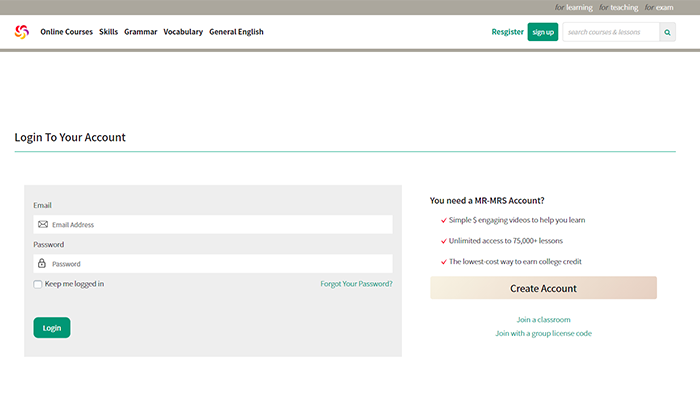 for learning for teaching for exam
Online Courses Skills Grammar Vocabulary General English Resgister sign up search courses & lessons
Login To Your Account
Email
Email Address
Password
Password
Keep me logged in Forgot Your Password?
Login
You need a MR-MRS Account?
Simple $ engaging videos to help you learn
Unlimited access to 75,000+ lessons
The lowest-cost way to earn college credit
Create Account
Join a classroom
Join with a group license code